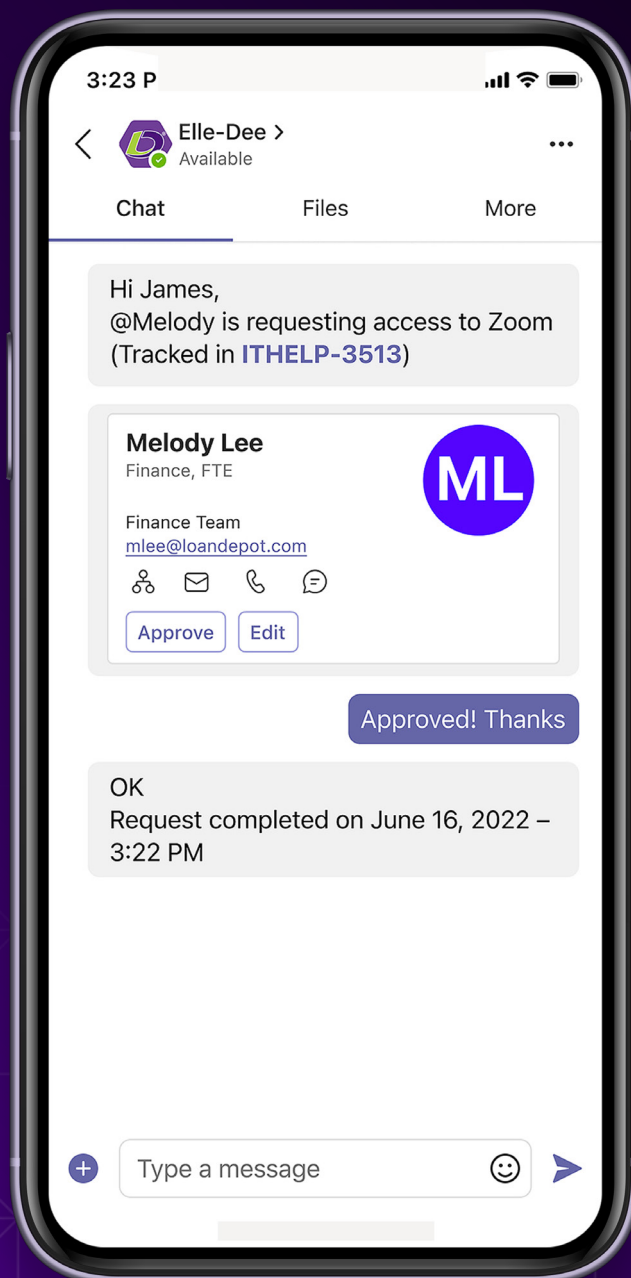 3:23 P
Elle-Dee >
Available
Chat Files More
Hi James,
@Melody is requesting access to Zoom
(Tracked in ITHELP-3513)
Melody Lee
Finance, FTE
ML
Finance Team
mlee@loandepot.com
Approve Edit
Approved! Thanks
OK
Request completed on June 16, 2022 –
3:22 PM
Type a message